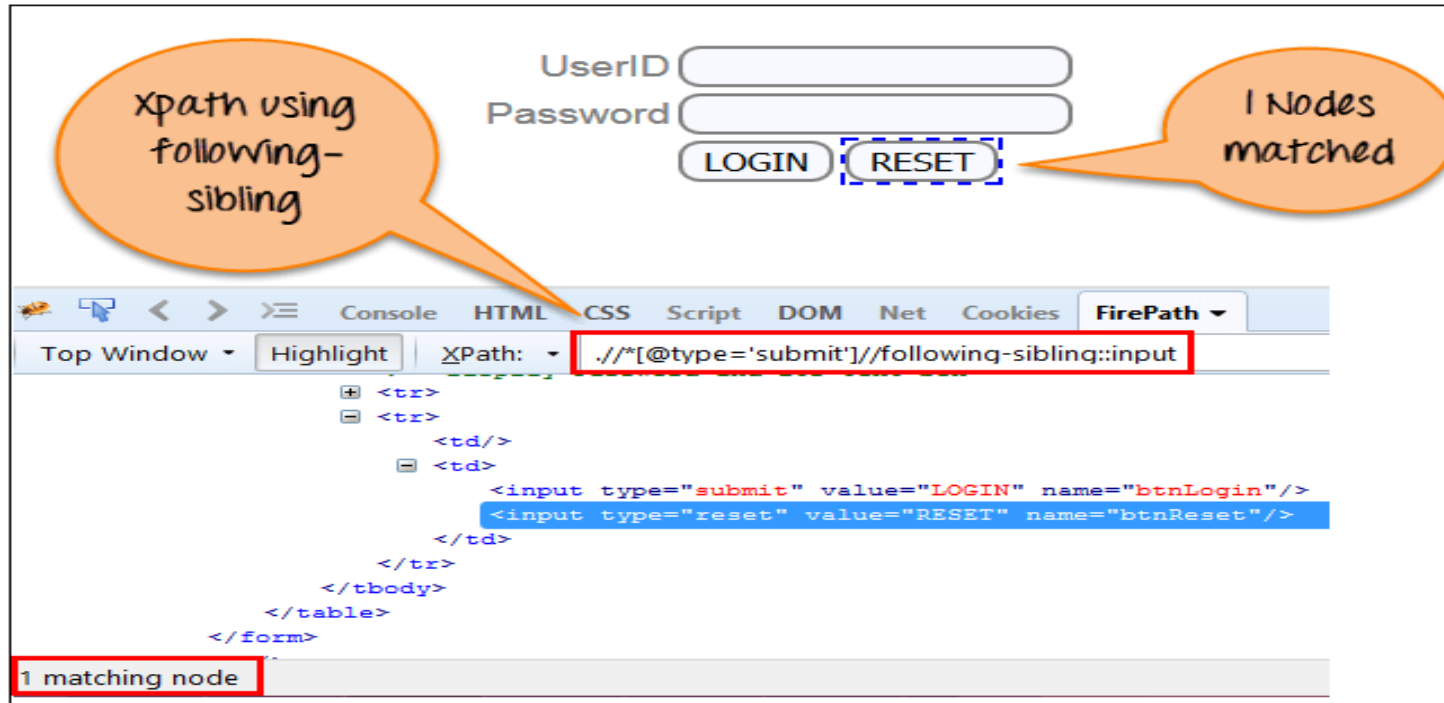 Xpath using
following-
sibling
UserID
Password
LOGIN RESET
1 Nodes
matched
Console HTML CSS Script DOM Net Cookies FirePath
Top Window Highlight XPath: .//*[@type='submit']//following-sibling::input
<tr>
<tr>
<td/>
<td>
<input type="submit" value="LOGIN" name="btnLogin"/>
<input type="reset" value="RESET" name="btnReset"/>
</td>
</tr>
</tbody>
</table>
</form>
1 matching node